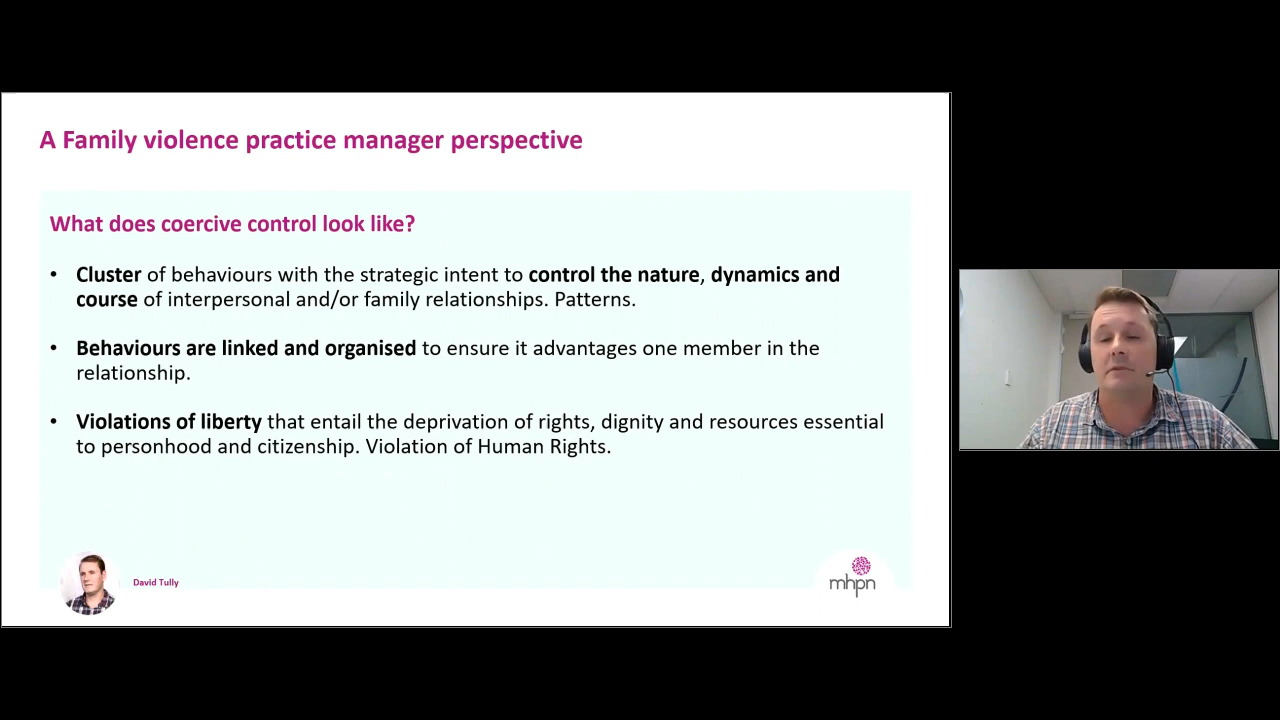 A Family violence practice manager perspective
What does coercive control look like?
• Cluster of behaviours with the strategic intent to control the nature, dynamics and
course of interpersonal and/or family relationships. Patterns.
• Behaviours are linked and organised to ensure it advantages one member in the
relationship.
• Violations of liberty that entail the deprivation of rights, dignity and resources essential
to personhood and citizenship. Violation of Human Rights.
David Tully
mhpn